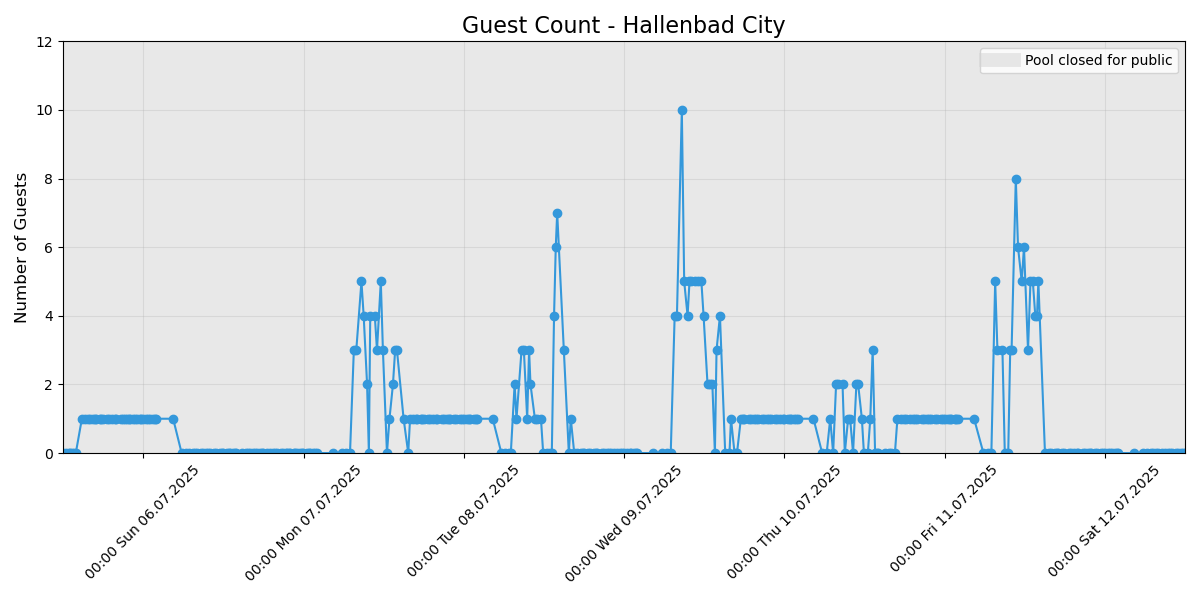 Guest Count - Hallenbad City
Pool closed for public
Number of Guests
12
10
8
6
4
2
0
00:00 Sun 06.07.2025
00:00 Mon 07.07.2025
00:00 Tue 08.07.2025
00:00 Wed 09.07.2025
00:00 Thu 10.07.2025
00:00 Fri 11.07.2025
00:00 Sat 12.07.2025